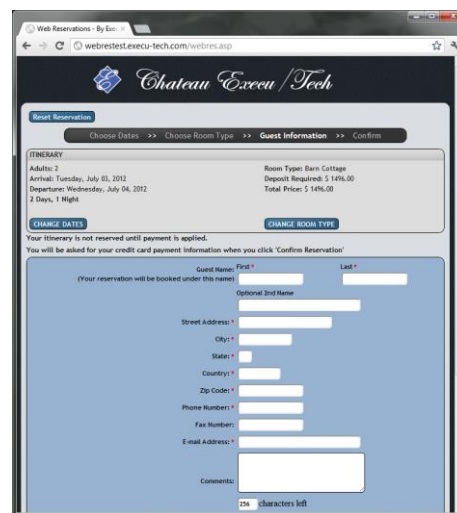 Web Reservations - By Exec
webrestest.execu-tech.com/webres.asp
Chateau Execu/Tech
Reset Reservation
Choose Dates >> Choose Room Type >> Guest Information >> Confirm
ITINERARY
Adults: 2
Arrival: Tuesday, July 03, 2012
Departure: Wednesday, July 04, 2012
2 Days, 1 Night
Room Type: Barn Cottage
Deposit Required: $ 1496.00
Total Price: $ 1496.00
CHANGE DATES
CHANGE ROOM TYPE
Your itinerary is not reserved until payment is applied.
You will be asked for your credit card payment information when you click 'Confirm Reservation'
Guest Name: First * Last *
(Your reservation will be booked under this name)
Optional 2nd Name
Street Address: *
City: *
State: *
Country: *
Zip Code: *
Phone Number: *
Fax Number:
E-mail Address: *
Comments:
256 characters left